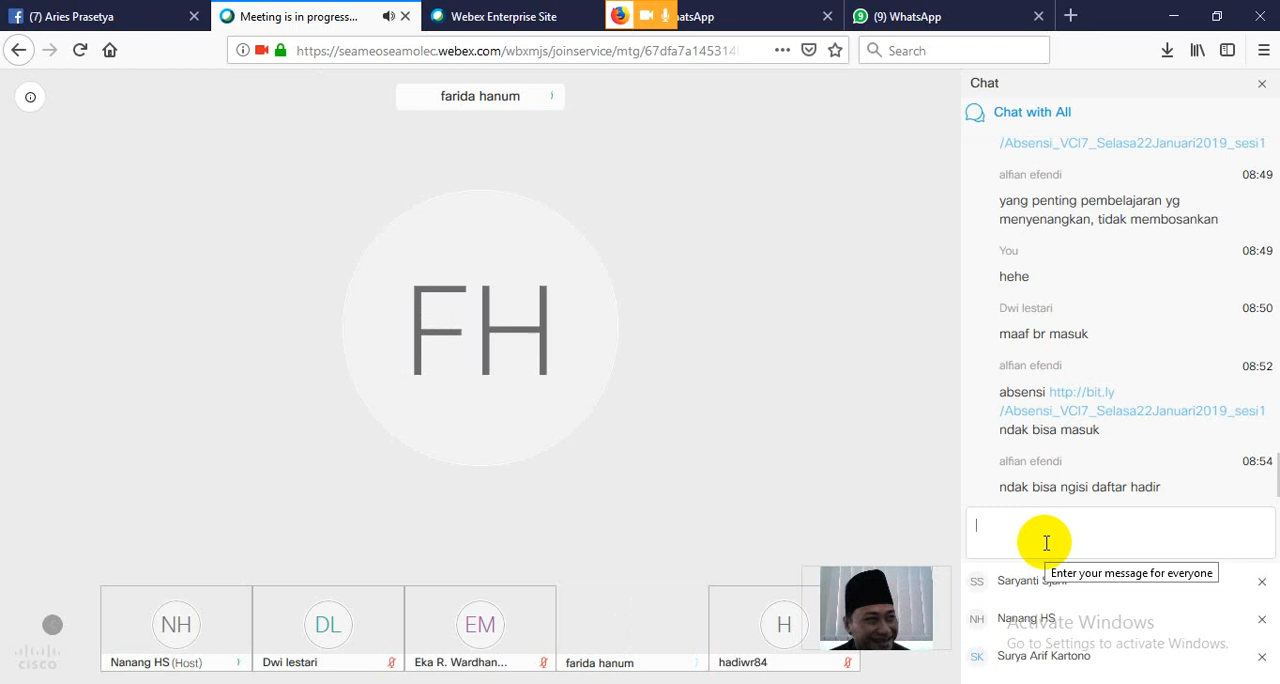 (7) Aries Prasetya
Meeting is in progress...
Webex Enterprise Site
hatsApp
(9) WhatsApp
https://seameoseamolec.webex.com/wbxmjs/joinservice/mtg/67dfa7a145314
Search
farida hanum
Chat
Chat with All
/Absensi_VCI7_Selasa22Januari2019_sesi1
alfian efendi 08:49
yang penting pembelajaran yg
menyenangkan, tidak membosankan
You 08:49
hehe
Dwi lestari 08:50
maaf br masuk
alfian efendi 08:52
absensi http://bit.ly
/Absensi_VCI7_Selasa22Januari2019_sesi1
ndak bisa masuk
alfian efendi 08:54
ndak bisa ngisi daftar hadir
FH
Enter your message for everyone
SS Saryanti
NH Nanang HS
SK Surya Arif Kartono
Activate Windows
Go to Settings to activate Windows.
NH
DL
EM
H
Nanang HS (Host)
Dwi lestari
Eka R. Wardhan...
farida hanum
hadiwr84
cisco